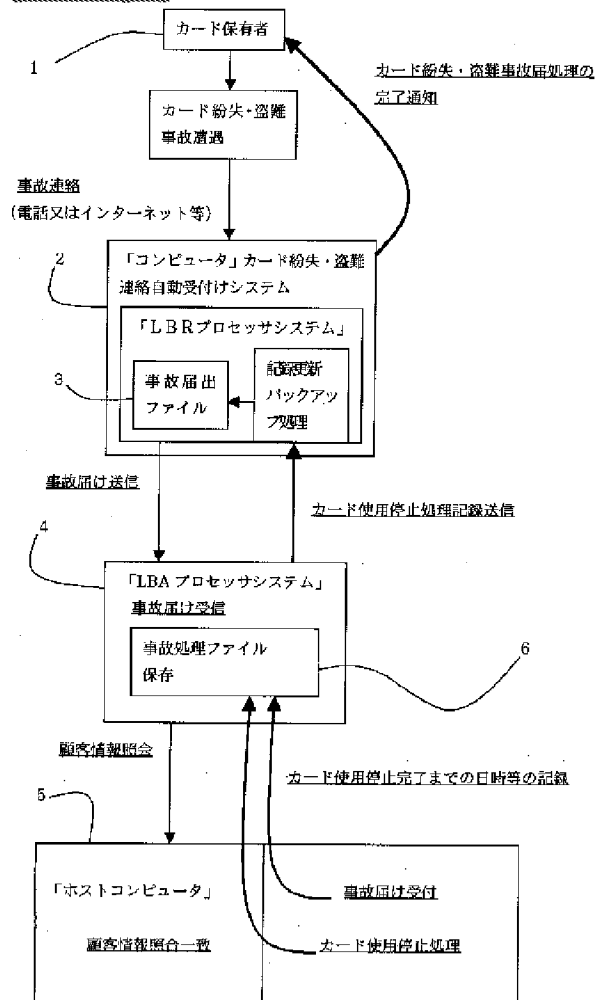 カード保有者
1
カード紛失・盗難事故届処理の
完了通知
カード紛失・盗難
事故遭遇
事故連絡
(電話又はインターネット等)
2
「コンピュータ」カード紛失・盗難
連絡自動受付けシステム
「LBRプロセッサシステム」
3
事故届出
ファイル
記録更新
バックアッ
プ処理
事故届け送信
カード使用停止処理記録送信
4
「LBA プロセッサシステム」
事故届け受信
事故処理ファイル
保存
6
顧客情報照会
カード使用停止完了までの日時等の記録
5
「ホストコンピュータ」
事故届け受付
顧客情報照合一致
カード使用停止処理